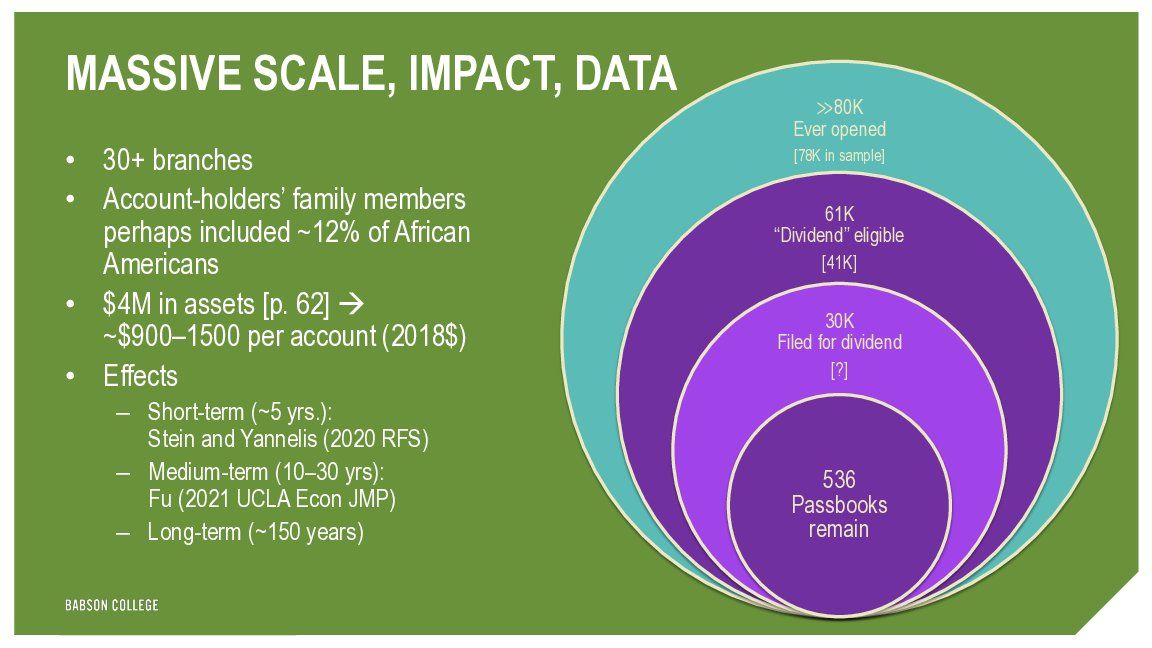 MASSIVE SCALE, IMPACT, DATA
• 30+ branches
• Account-holders’ family members
perhaps included ~12% of African
Americans
• $4M in assets [p. 62] →
~$900–1500 per account (2018$)
• Effects
– Short-term (~5 yrs.):
Stein and Yannelis (2020 RFS)
– Medium-term (10–30 yrs):
Fu (2021 UCLA Econ JMP)
– Long-term (~150 years)
≫80K
Ever opened
[78K in sample]
61K
“Dividend” eligible
[41K]
30K
Filed for dividend
[?]
536
Passbooks
remain
BABSON COLLEGE